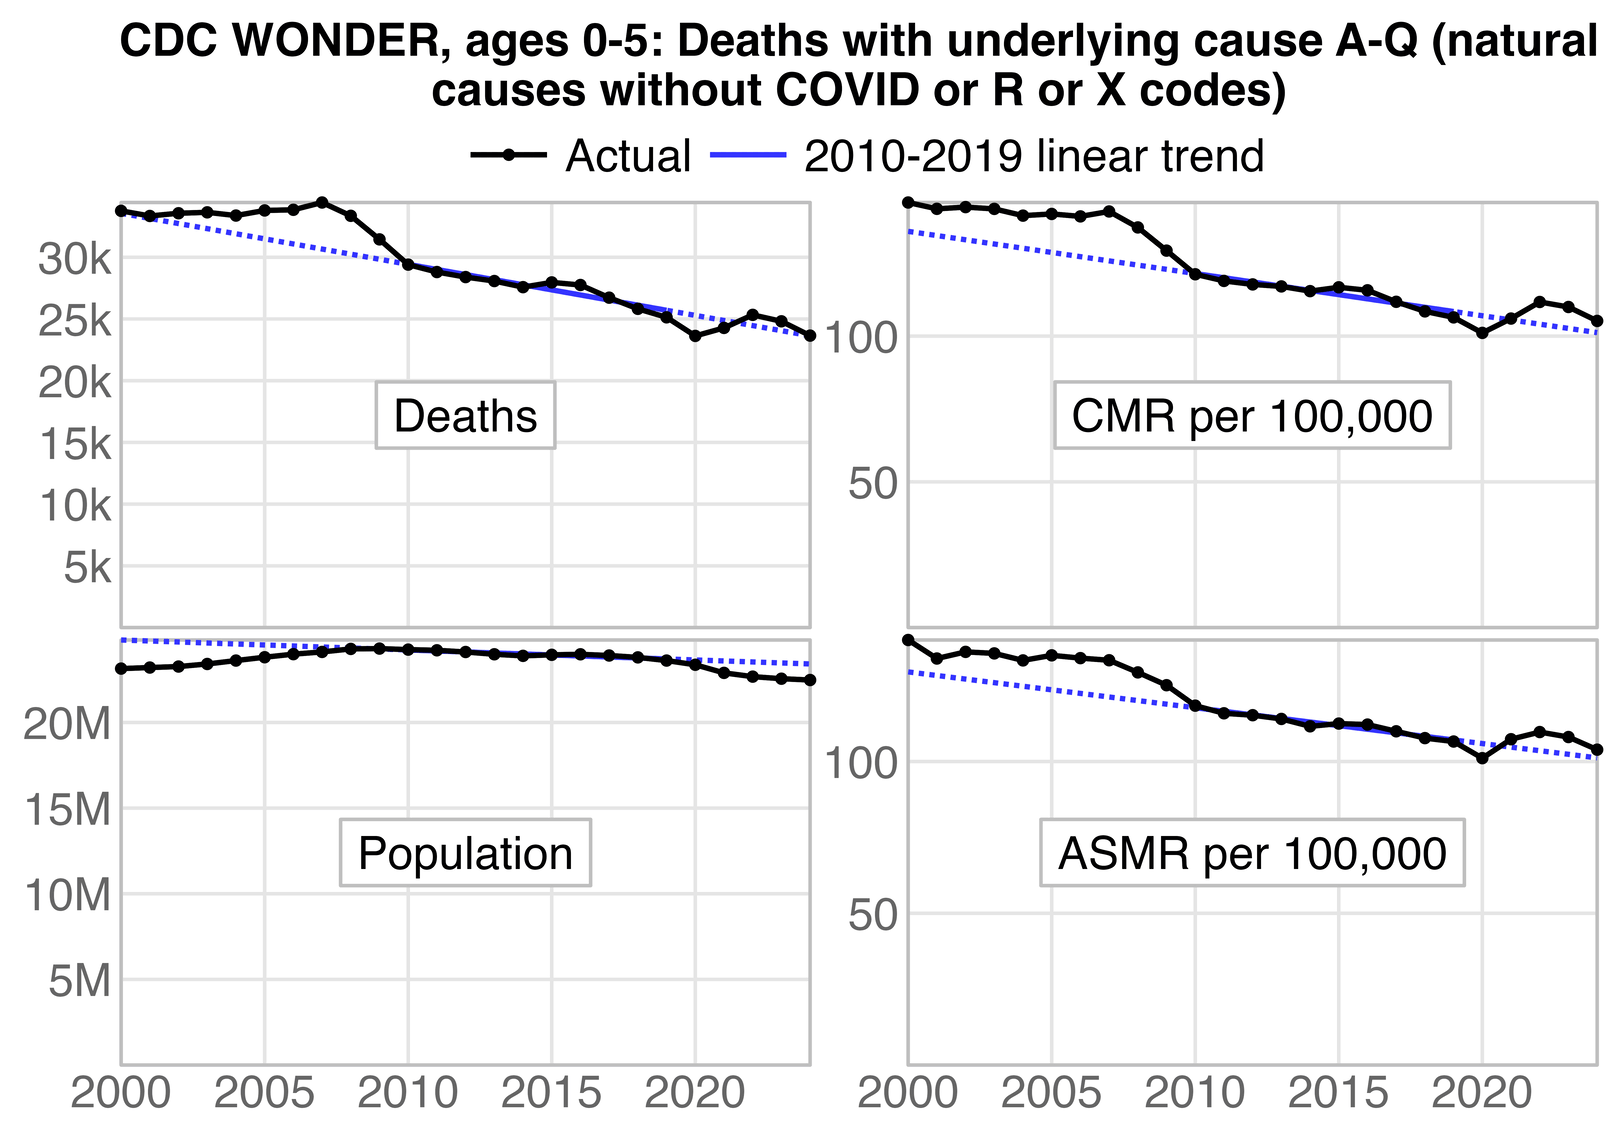 CDC WONDER, ages 0-5: Deaths with underlying cause A-Q (natural
causes without COVID or R or X codes)
Actual 2010-2019 linear trend
30k
25k
20k
15k
10k
5k
Deaths
100
50
CMR per 100,000
20M
15M
10M
5M
Population
2000 2005 2010 2015 2020
100
50
ASMR per 100,000
2000 2005 2010 2015 2020